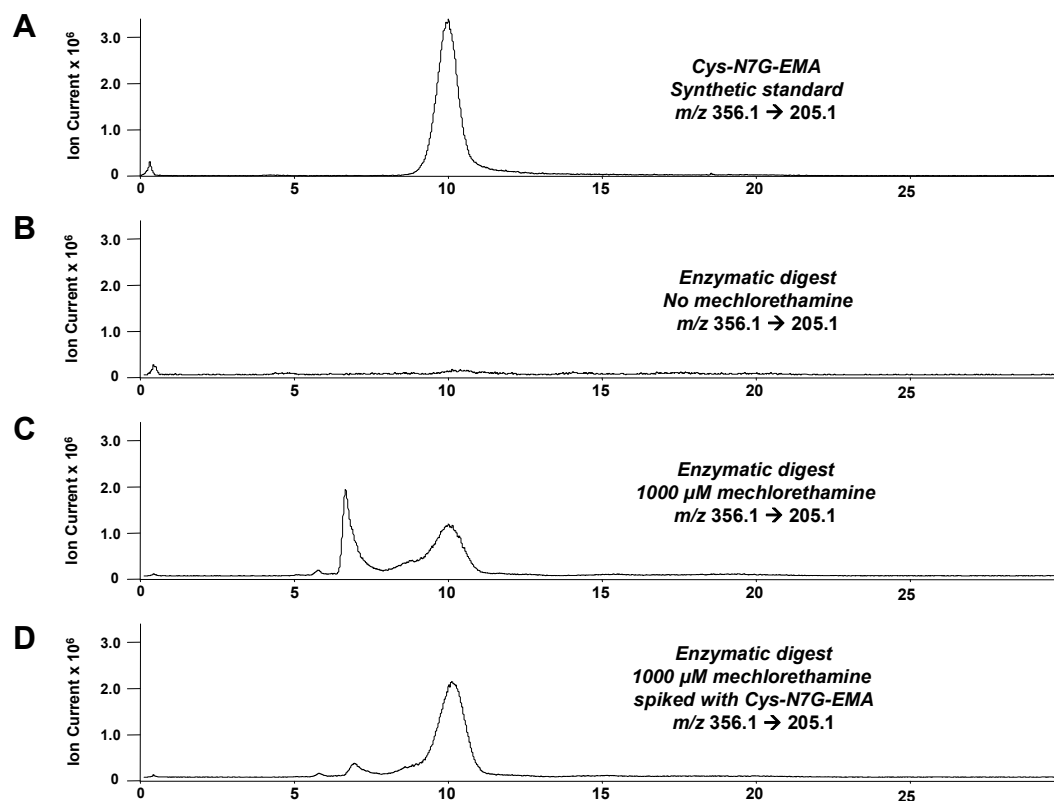 A
Ion Current x 10⁶
3.0
2.0
1.0
0
Cys-N7G-EMA
Synthetic standard
m/z 356.1 → 205.1
0 5 10 15 20 25
B
Ion Current x 10⁶
3.0
2.0
1.0
0
Enzymatic digest
No mechlorethamine
m/z 356.1 → 205.1
0 5 10 15 20 25
C
Ion Current x 10⁶
3.0
2.0
1.0
0
Enzymatic digest
1000 µM mechlorethamine
m/z 356.1 → 205.1
0 5 10 15 20 25
D
Ion Current x 10⁶
3.0
2.0
1.0
0
Enzymatic digest
1000 µM mechlorethamine
spiked with Cys-N7G-EMA
m/z 356.1 → 205.1
0 5 10 15 20 25